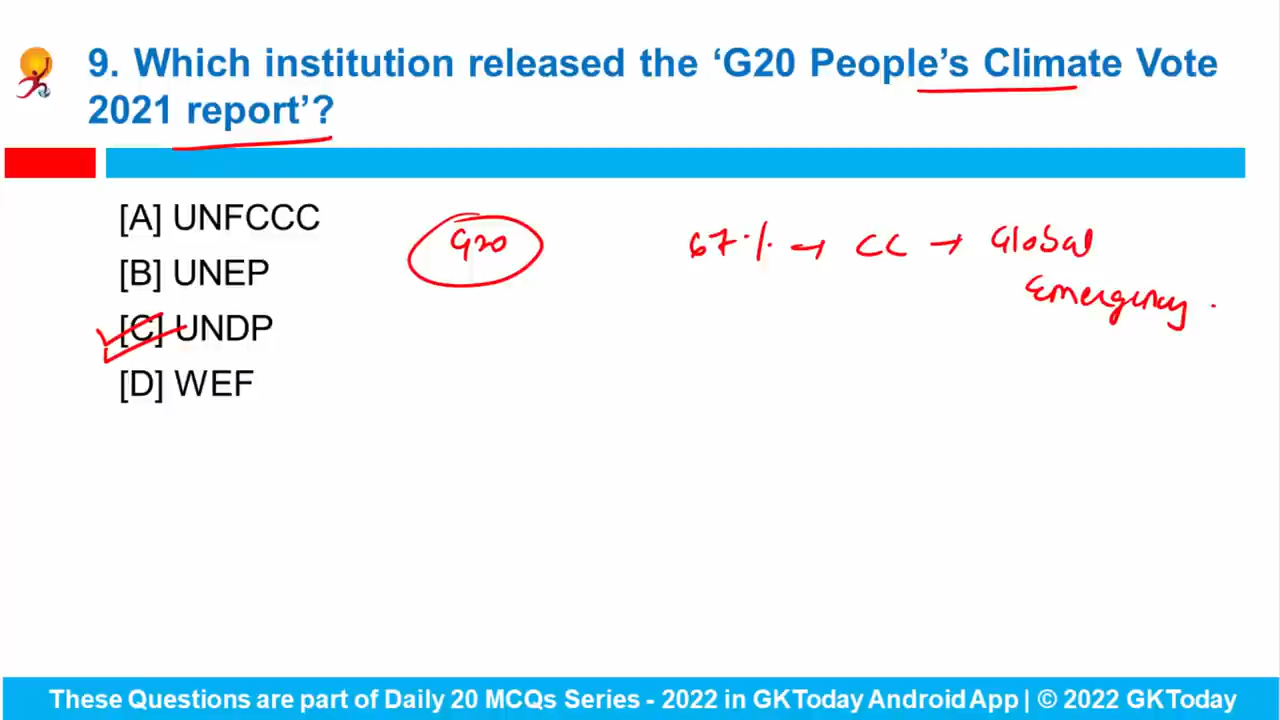 9. Which institution released the ‘G20 People’s Climate Vote
2021 report’?
[A] UNFCCC
[B] UNEP
[C] UNDP
[D] WEF
G20
67% → CC → Global
Emergency.
These Questions are part of Daily 20 MCQs Series - 2022 in GKToday Android App | © 2022 GKToday